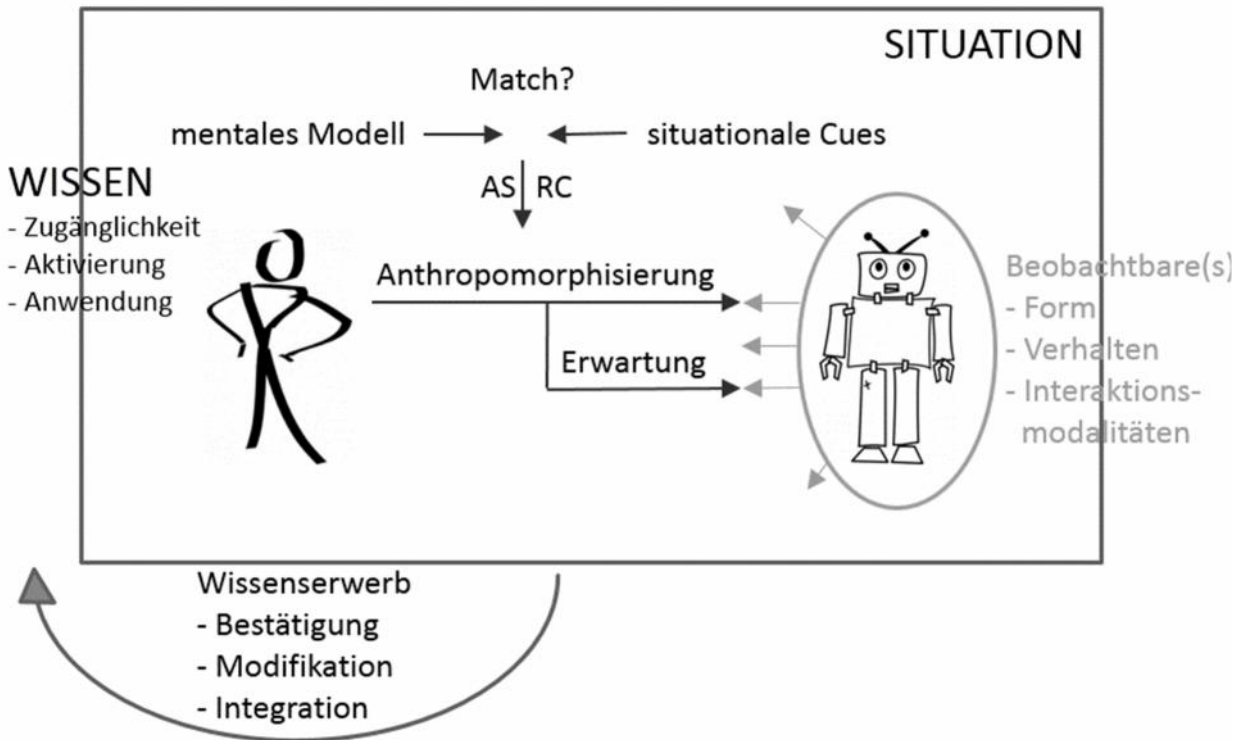 SITUATION
Match?
mentales Modell
situationale Cues
AS RC
WISSEN
- Zugänglichkeit
- Aktivierung
- Anwendung
Anthropomorphisierung
Erwartung
Beobachtbare(s)
- Form
- Verhalten
- Interaktions-
modalitäten
Wissenserwerb
- Bestätigung
- Modifikation
- Integration